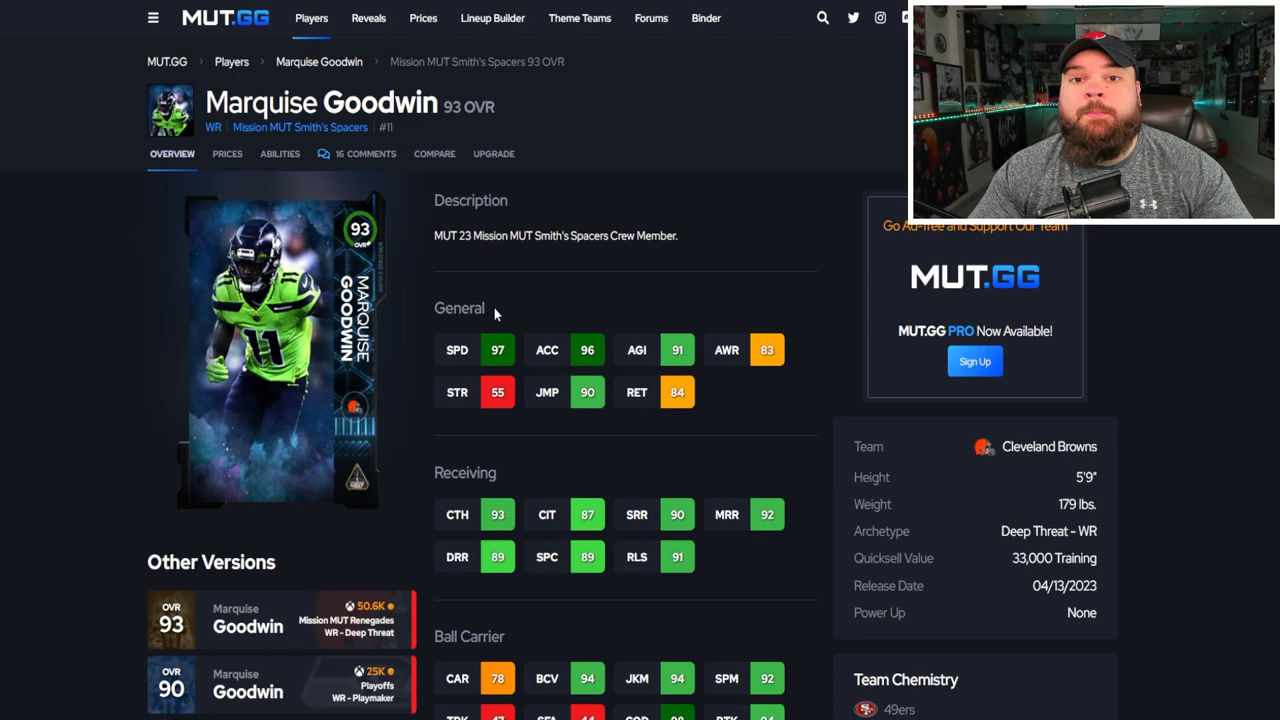 MUT.GG Players Reveals Prices Lineup Builder Theme Teams Forums Binder
MUT.GG > Players > Marquise Goodwin > Mission MUT Smith's Spacers 93 OVR
Marquise Goodwin 93 OVR
WR Mission MUT Smith's Spacers #11
OVERVIEW PRICES ABILITIES 16 COMMENTS COMPARE UPGRADE
93
OVR
MARQUISE
GOODWIN
11
Description
MUT 23 Mission MUT Smith's Spacers Crew Member.
General
SPD 97 ACC 96 AGI 91 AWR 83
STR 55 JMP 90 RET 84
Receiving
CTH 93 CIT 87 SRR 90 MRR 92
DRR 89 SPC 89 RLS 91
Ball Carrier
CAR 78 BCV 94 JKM 94 SPM 92
Go Ad-free and Support Our Team
MUT.GG
MUT.GG PRO Now Available!
Sign Up
Team Cleveland Browns
Height 5'9"
Weight 179 lbs.
Archetype Deep Threat - WR
Quicksell Value 33,000 Training
Release Date 04/13/2023
Power Up None
Team Chemistry
49ers
Other Versions
OVR
93
Marquise
Goodwin
50.6K
Mission MUT Renegades
WR - Deep Threat
OVR
90
Marquise
Goodwin
25K
Playoffs
WR - Playmaker